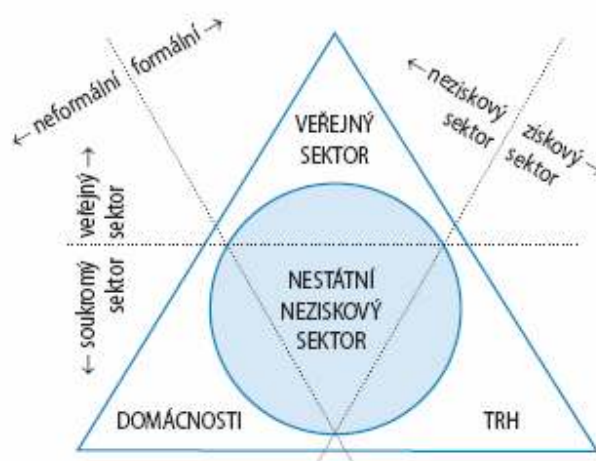 ← neformální formální →
← neziskový
sektor
ziskový →
sektor
VEŘEJNÝ
SEKTOR
veřejný →
sektor
← soukromý
sektor
NESTÁTNÍ
NEZISKOVÝ
SEKTOR
DOMÁCNOSTI
TRH